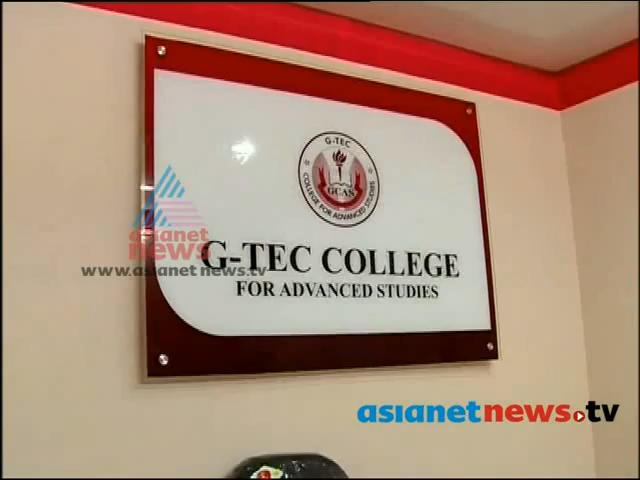 G-TEC
GCAS
COLLEGE FOR ADVANCED STUDIES
G-TEC COLLEGE
FOR ADVANCED STUDIES
asianet
news
www.asianetnews.tv
asianetnews.tv